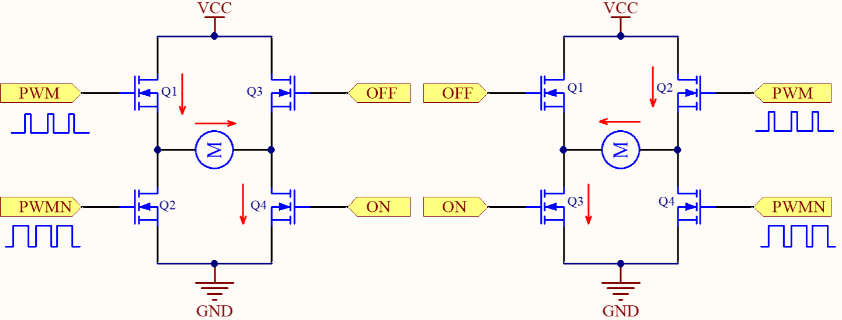 VCC VCC
PWM Q1 Q3 OFF OFF Q1 Q2 PWM
M M
PWMN Q2 Q4 ON ON Q3 Q4 PWMN
GND GND